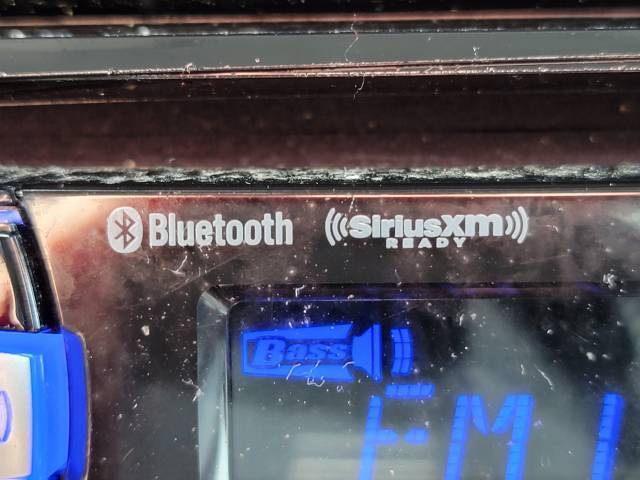 Bluetooth
SiriusXM
READY
Bass
FM1